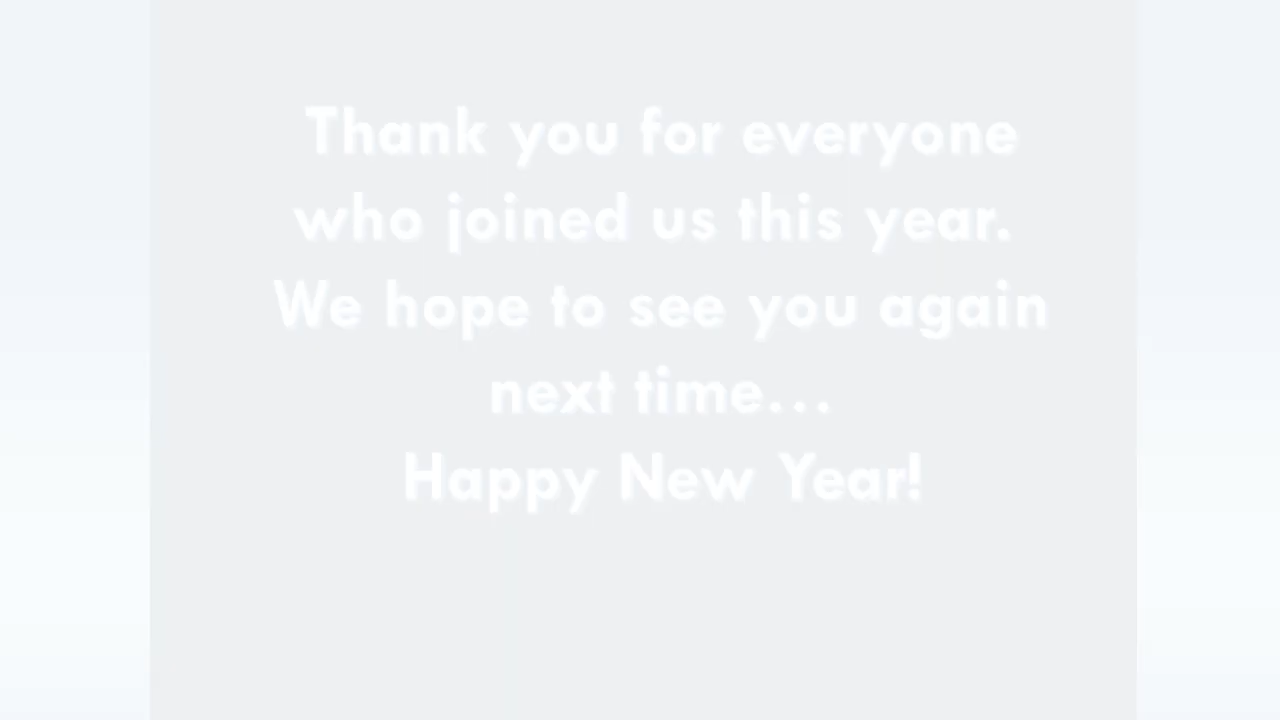 Thank you for everyone
who joined us this year.
We hope to see you again
next time...
Happy New Year!